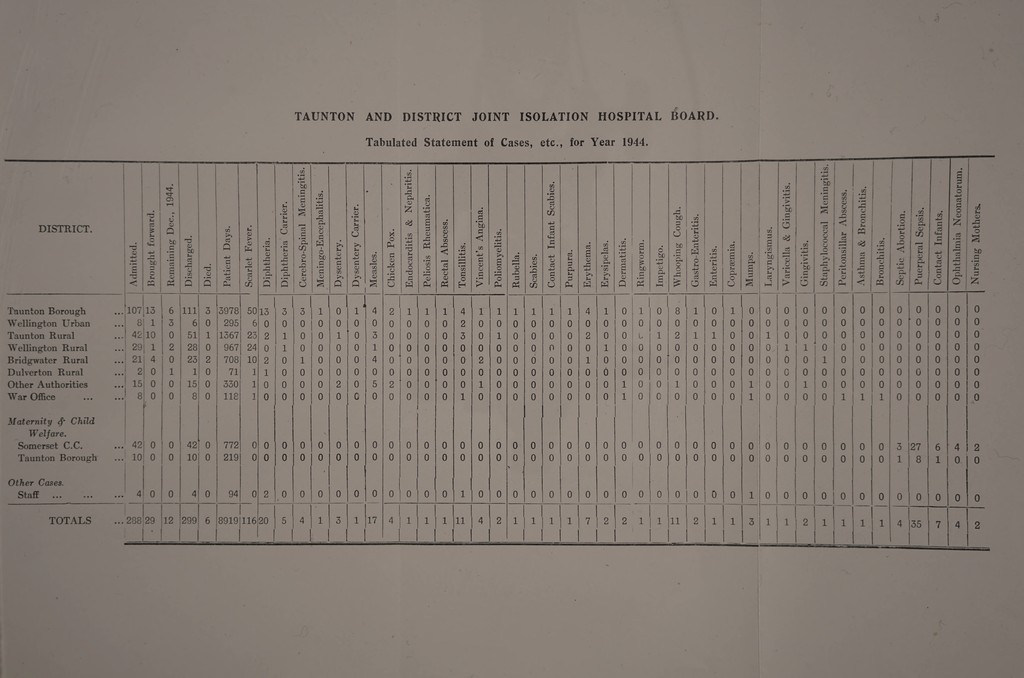 TAUNTON AND DISTRICT JOINT ISOLATION HOSPITAL BOARD.
Tabulated Statement of Cases, etc., for Year 1944.
DISTRICT. Admitted. Brought forward. Remaining Dec., 1944. Discharged. Died. Patient Days. Scarlet Fever. Diphtheria. Diphtheria Carrier. Cerebro-Spinal Meningitis. Meningo-Encephalitis. Dysentery. Dysentery Carrier. Measles. Chicken Pox. Endocarditis & Nephritis. Peliosis Rheumatica. Rectal Abscess. Tonsillitis. Vincent's Angina. Poliomyelitis. Rubella. Scabies. Contact Infant Scabies. Purpura. Erythema. Erysipelas. Dermatitis. Ringworm. Impetigo. Whooping Cough. Gastro-Enteritis. Enteritis. Copræmia. Mumps. Laryngismus. Varicella & Gingivitis. Gingivitis. Staphylococcal Meningitis. Peritonsillar Abscess. Asthma & Bronchitis. Bronchitis. Septic Abortion. Puerperal Sepsis. Contact Infants. Ophthalmia Neonatorum. Nursing Mothers.
Taunton Borough ... 107 13 6 111 3 3978 50 13 3 3 1 0 1 4 2 1 1 1 4 1 1 1 1 1 1 4 1 0 1 0 8 1 0 1 0 0 0 0 0 0 0 0 0 0 0 0 0
Wellington Urban ... 8 1 3 6 0 295 6 0 0 0 0 0 0 0 0 0 0 0 2 0 0 0 0 0 0 0 0 0 0 0 0 0 0 0 0 0 0 0 0 0 0 0 0 0 0 0 0
Taunton Rural ... 42 10 0 51 1 1367 23 2 1 0 0 1 0 3 0 0 0 0 3 0 1 0 0 0 0 2 0 0 1 2 1 1 0 0 1 0 0 0 0 0 0 0 0 0 0 0
Wellington Rural ... 29 1 2 28 0 967 24 0 1 0 0 0 0 1 0 0 0 0 0 0 0 0 0 0 0 0 1 0 0 0 0 0 0 0 0 0 1 1 0 0 0 0 0 0 0 0 0
Bridgwater Rural ... 21 4 0 23 2 708 10 2 0 1 0 0 0 4 0 0 0 0 0 2 0 0 0 0 0 1 0 0 0 0 0 0 0 0 0 0 0 0 1 0 0 0 0 0 0 0 0
Dulverton Rural ... 2 0 1 1 0 71 1 1 0 0 0 0 0 0 0 0 0 0 0 0 0 0 0 0 0 0 0 0 0 0 0 0 0 0 0 0 0 0 0 0 0 0 0 0 0 0 0
Other Authorities ... 15 0 0 15 0 330 1 0 0 0 0 2 0 5 2 0 0 0 0 1 0 0 0 0 0 0 0 1 0 0 1 0 0 0 1 0 0 1 0 0 0 0 0 0 0 0 0
War Office ... ... 8 0 0 8 0 118 1 0 0 0 0 0 0 0 0 0 0 0 1 0 0 0 0 0 0 0 0 1 0 0 0 0 0 0 1 0 0 0 0 1 1 1 0 0 0 0 0
Maternity & Child
Welfare.
Somerset C.C. ... 42 0 0 42 0 772 0 0 0 0 0 0 0 0 0 0 0 0 0 0 0 0 0 0 0 0 0 0 0 0 0 0 0 0 0 0 0 0 0 0 0 0 3 27 6 4 2
Taunton Borough ... 10 0 0 10 0 219 0 0 0 0 0 0 0 0 0 0 0 0 0 0 0 0 0 0 0 0 0 0 0 0 0 0 0 0 0 0 0 0 0 0 0 0 1 8 1 0 0
Other Cases.
Staff ... ... ... 4 0 0 4 0 94 0 2 0 0 0 0 0 0 0 0 0 0 1 0 0 0 0 0 0 0 0 0 0 0 0 0 0 0 1 0 0 0 0 0 0 0 0 0 0 0 0
TOTALS ... 288 29 12 299 6 8919 116 20 5 4 1 3 1 17 4 1 1 1 11 4 2 1 1 1 1 7 2 2 1 1 11 2 1 1 3 1 1 2 1 1 1 1 4 35 7 4 2